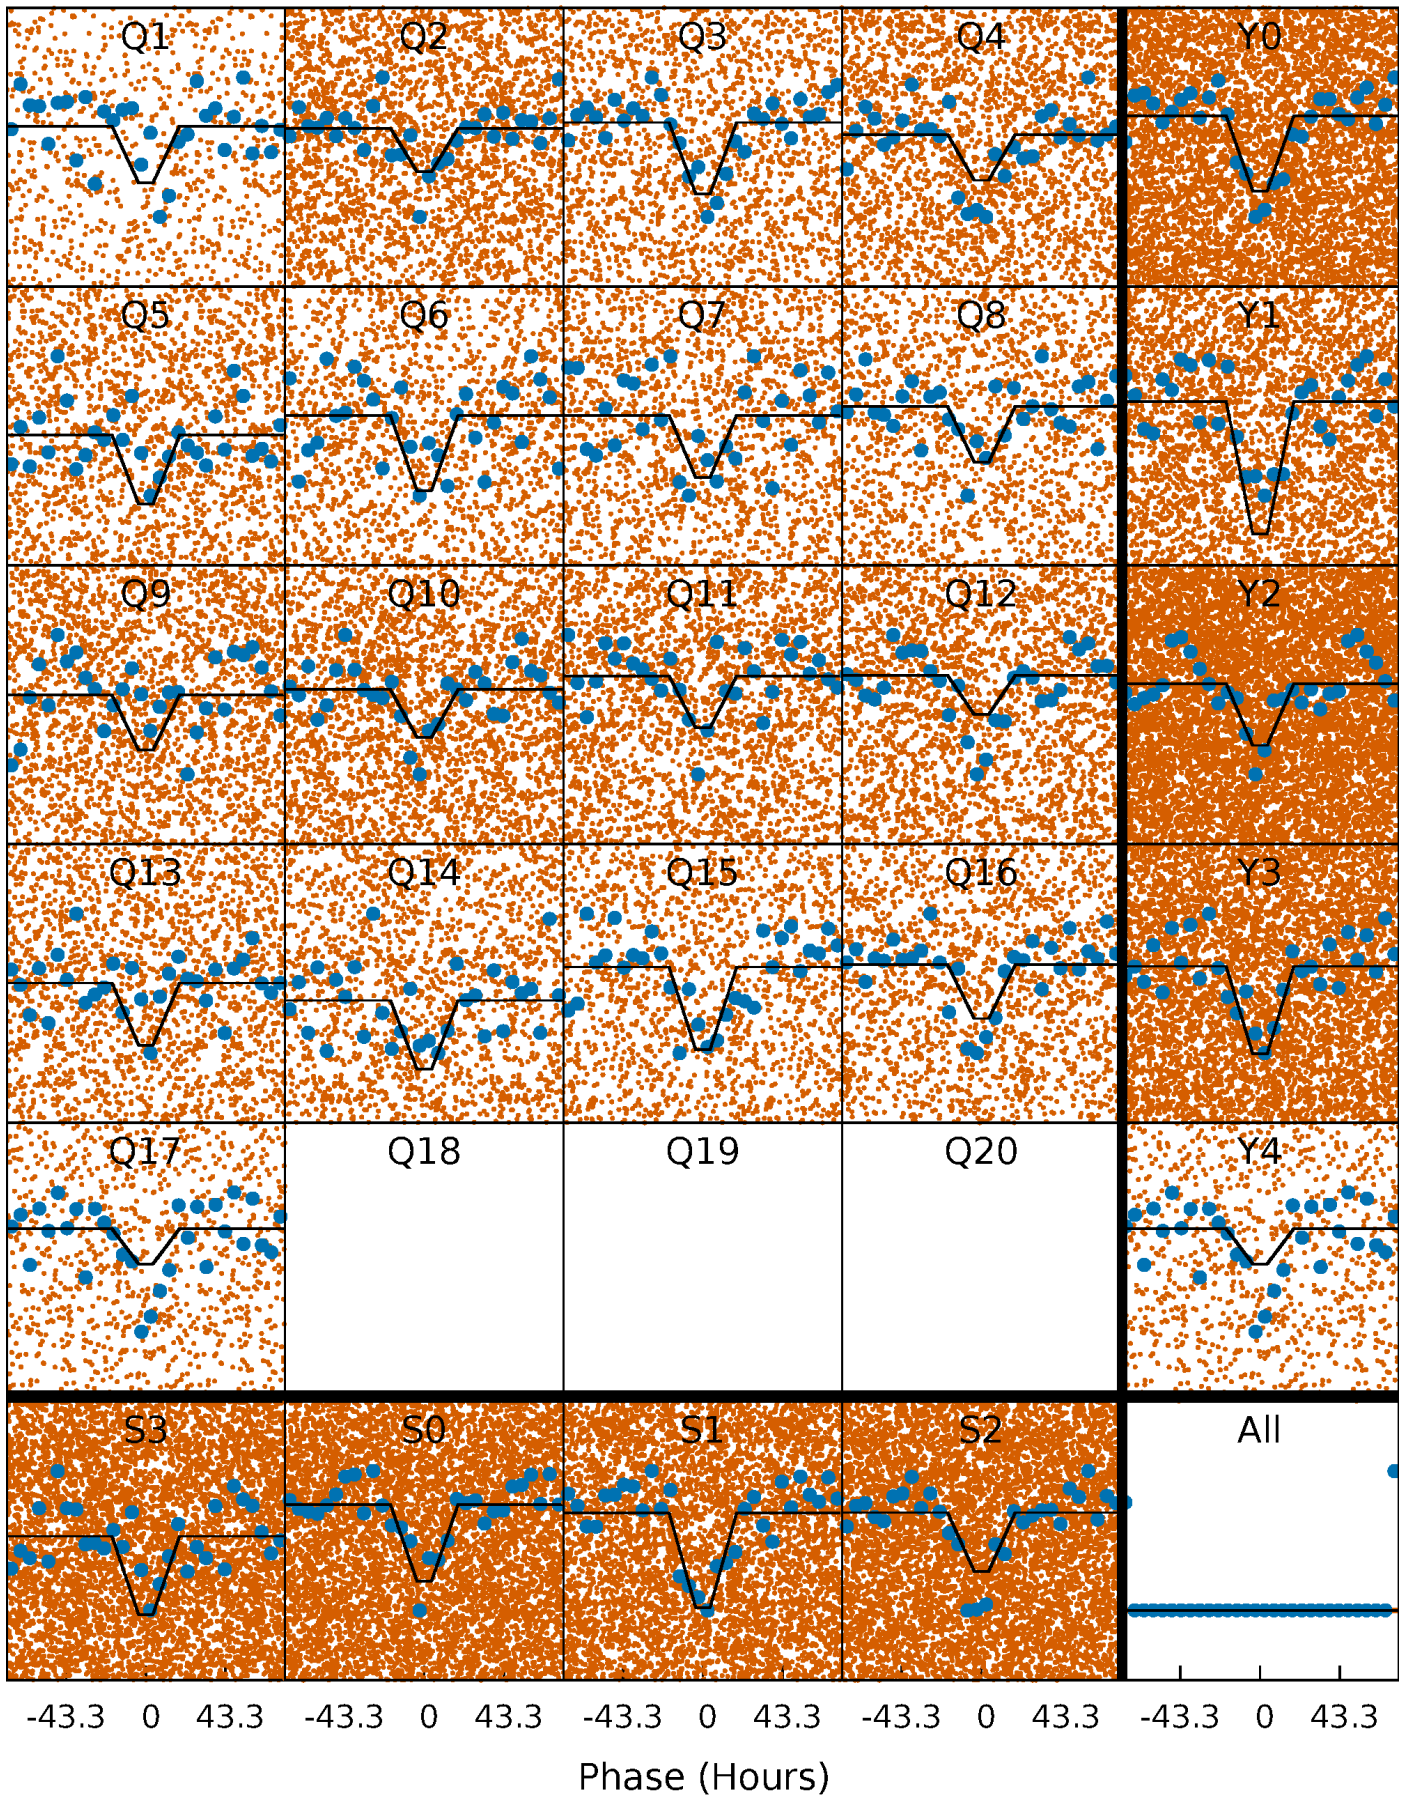 Q1 Q2 Q3 Q4 Y0
Q5 Q6 Q7 Q8 Y1
Q9 Q10 Q11 Q12 Y2
Q13 Q14 Q15 Q16 Y3
Q17 Q18 Q19 Q20 Y4
S3 S0 S1 S2 All
-43.3 0 43.3 -43.3 0 43.3 -43.3 0 43.3 -43.3 0 43.3 -43.3 0 43.3
Phase (Hours)